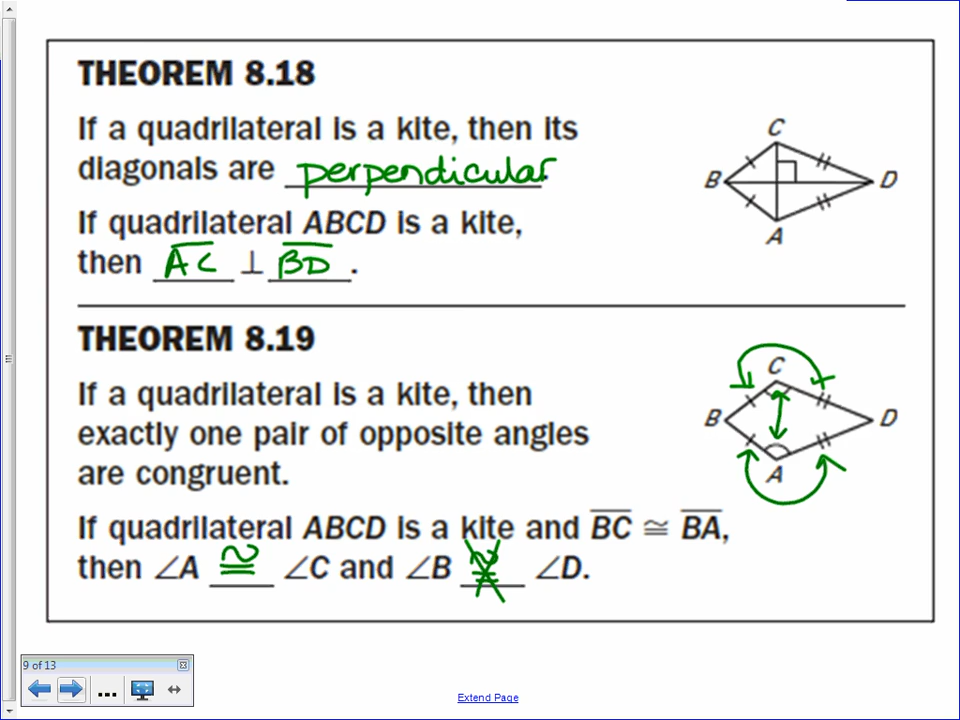 THEOREM 8.18
If a quadrilateral is a kite, then its
diagonals are perpendicular.
If quadrilateral ABCD is a kite,
then AC ⊥ BD.
C
B
D
A
THEOREM 8.19
If a quadrilateral is a kite, then
exactly one pair of opposite angles
are congruent.
If quadrilateral ABCD is a kite and BC ≅ BA,
then ∠A ≅ ∠C and ∠B ≇ ∠D.
C
B
D
A
9 of 13
...
Extend Page